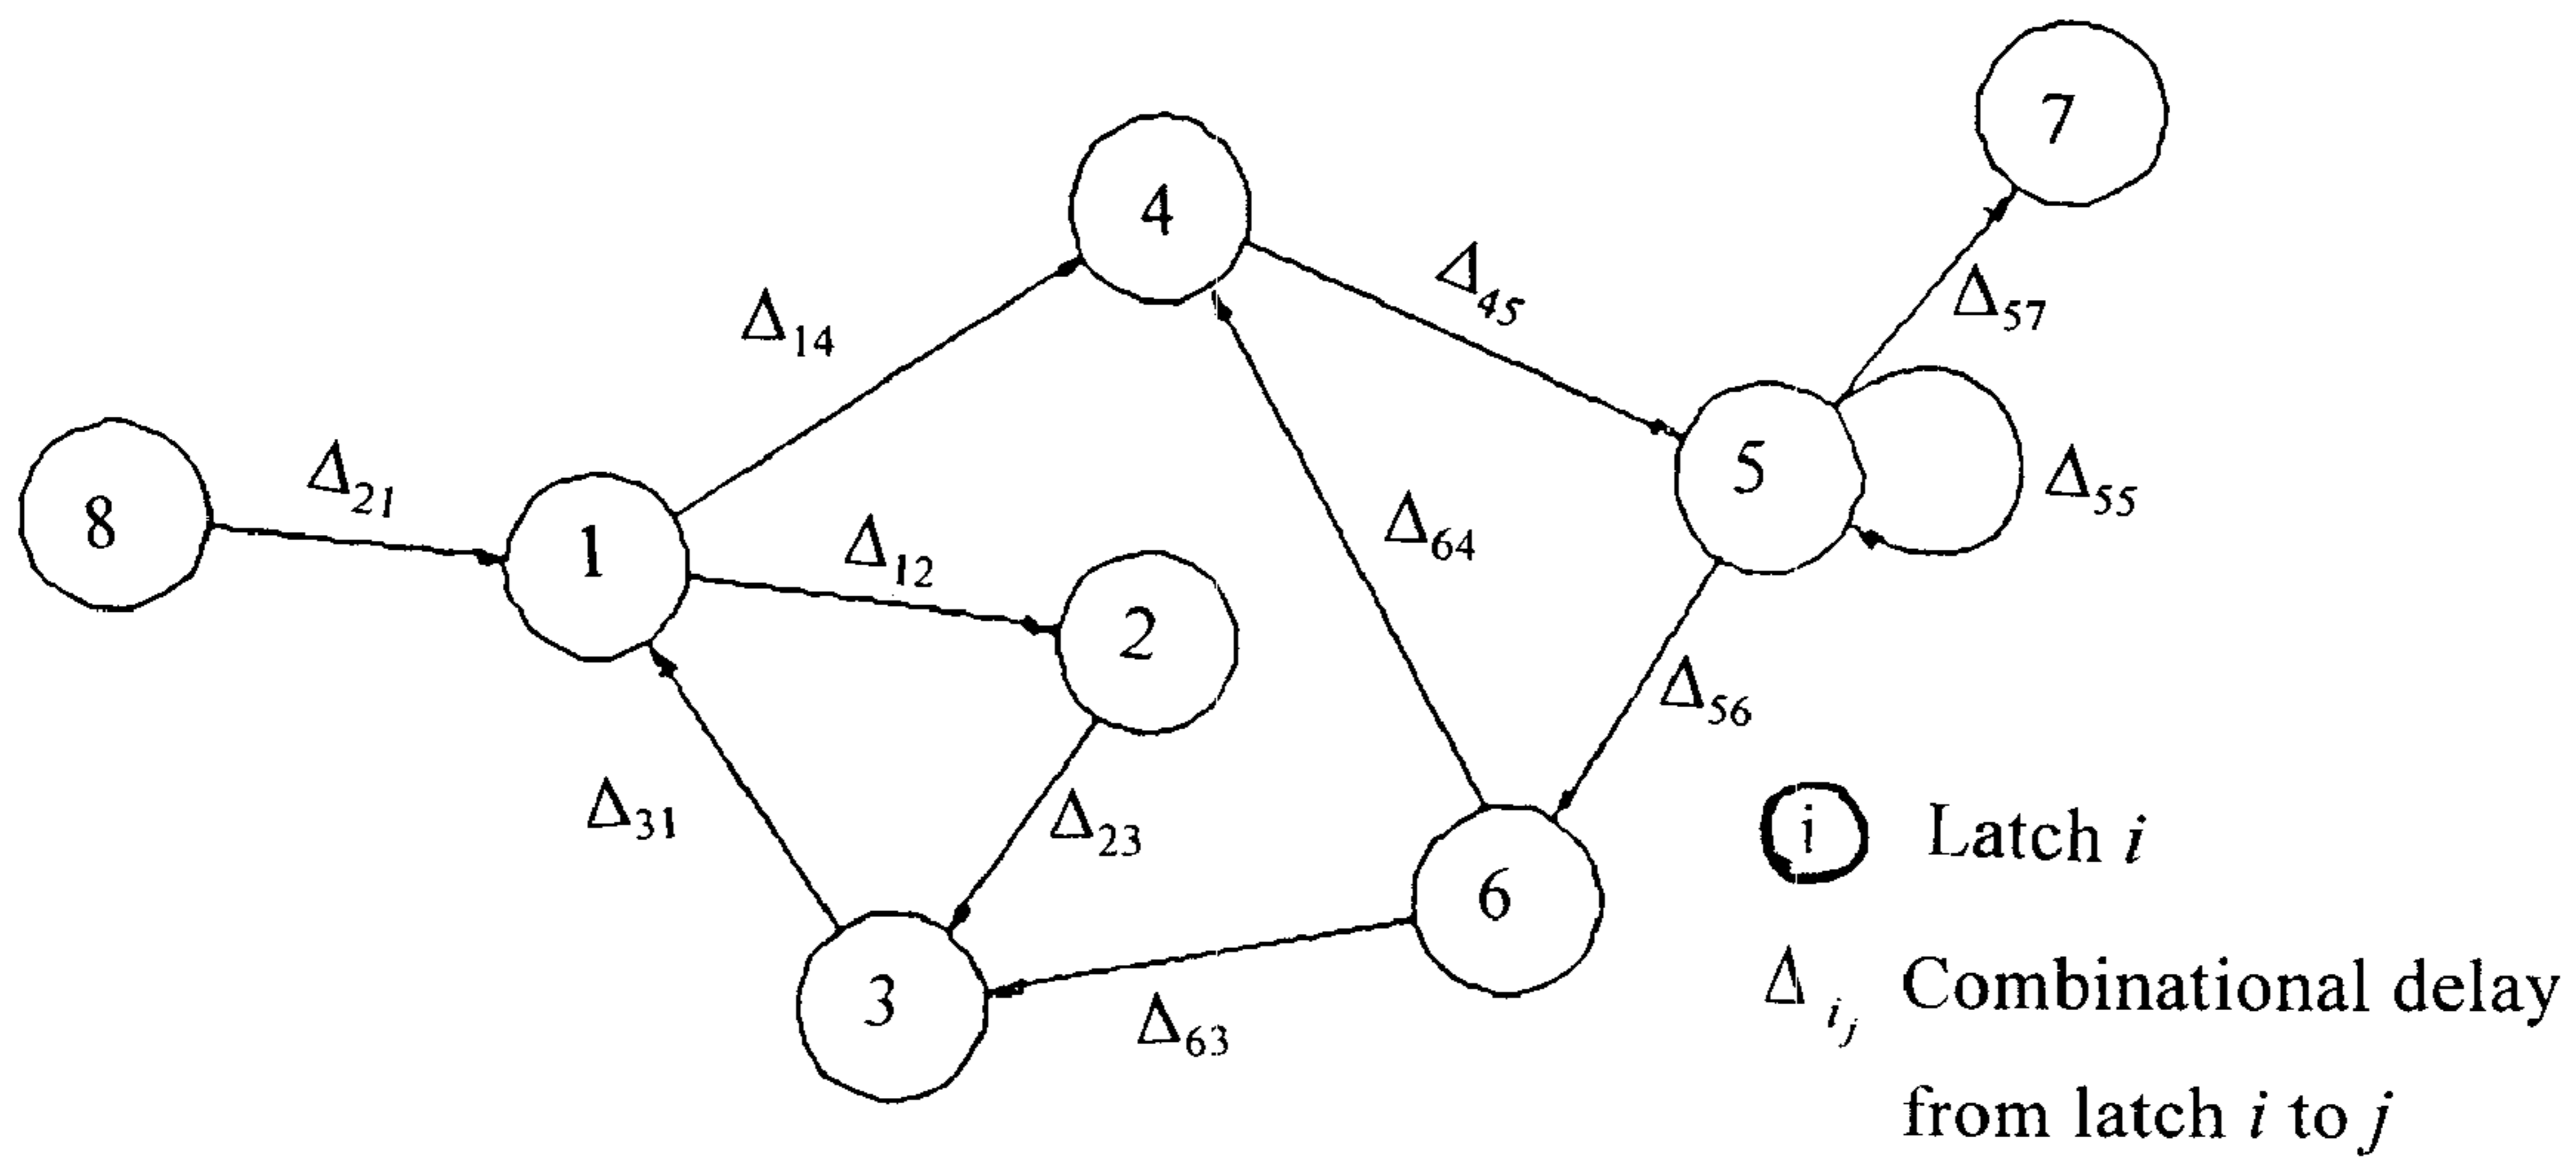 7
4
Δ45
Δ57
Δ14
5
Δ55
Δ21
8
1
Δ12
Δ64
2
Δ56
Δ31
Δ23
6
i Latch i
3
Δ63
Δij Combinational delay
from latch i to j